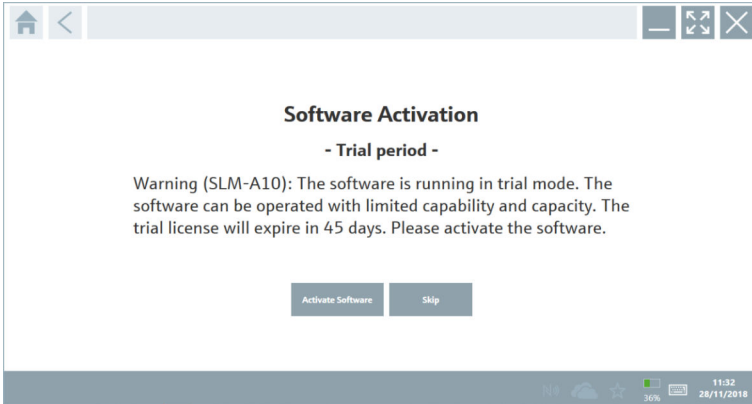 Software Activation
- Trial period -
Warning (SLM-A10): The software is running in trial mode. The
software can be operated with limited capability and capacity. The
trial license will expire in 45 days. Please activate the software.
Activate Software Skip
36%
11:32
28/11/2018